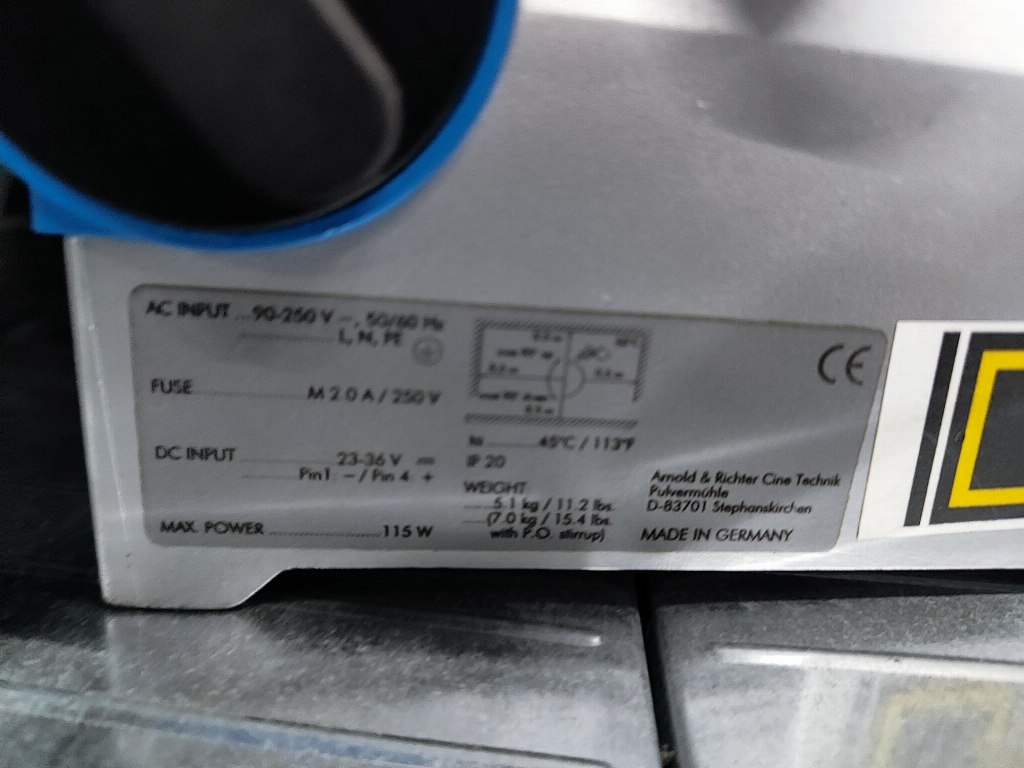 AC INPUT ... 90-250 V ~, 50/60 Hz
L, N, PE
FUSE ... M 2.0 A / 250 V
DC INPUT ... 23-36 V
Pin1 - / Pin 4 +
MAX. POWER ... 115 W
45°C / 113°F
IP 20
WEIGHT
5.1 kg / 11.2 lbs.
(7.0 kg / 15.4 lbs.
with P.O. stirrup)
CE
Arnold & Richter Cine Technik
Pulvermühle
D-83701 Stephanskirchen
MADE IN GERMANY